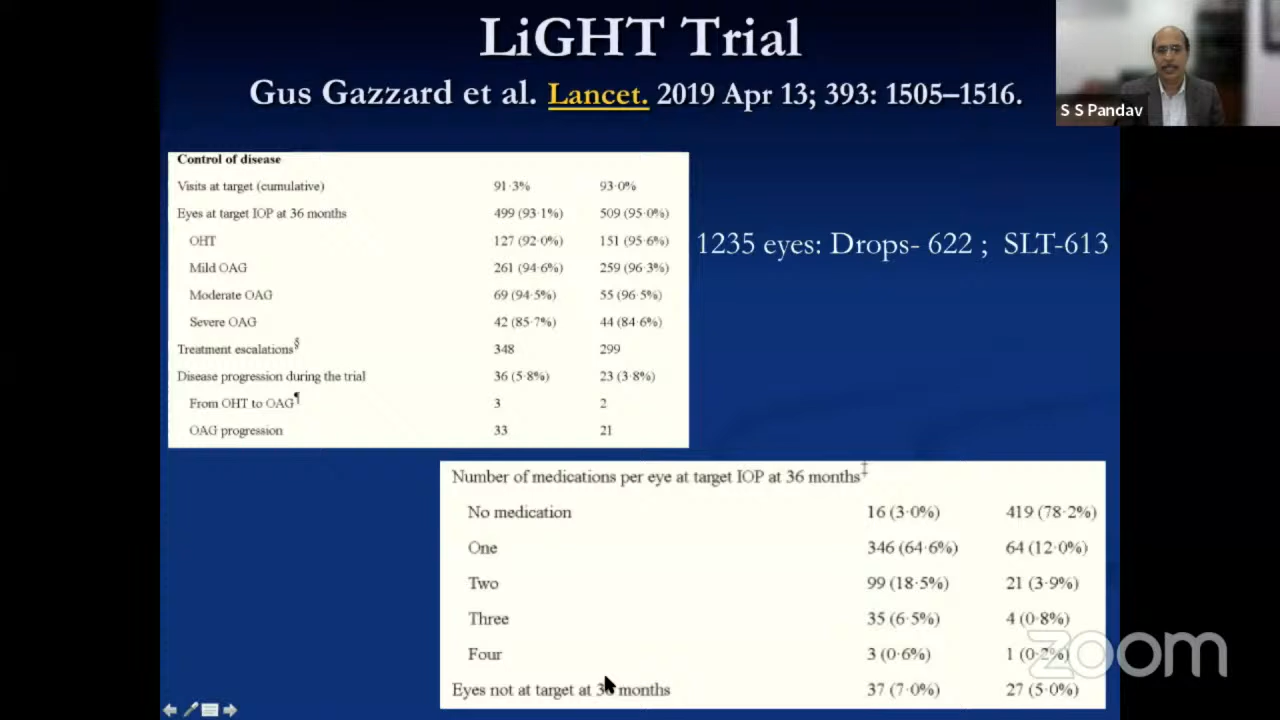 LiGHT Trial
Gus Gazzard et al. Lancet. 2019 Apr 13; 393: 1505–1516.
S S Pandav
Control of disease
Visits at target (cumulative) 91·3% 93·0%
Eyes at target IOP at 36 months 499 (93·1%) 509 (95·0%)
OHT 127 (92·0%) 151 (95·6%)
Mild OAG 261 (94·6%) 259 (96·3%)
Moderate OAG 69 (94·5%) 55 (96·5%)
Severe OAG 42 (85·7%) 44 (84·6%)
Treatment escalations§ 348 299
Disease progression during the trial 36 (5·8%) 23 (3·8%)
From OHT to OAG¶ 3 2
OAG progression 33 21
1235 eyes: Drops- 622 ; SLT-613
Number of medications per eye at target IOP at 36 months‡
No medication 16 (3·0%) 419 (78·2%)
One 346 (64·6%) 64 (12·0%)
Two 99 (18·5%) 21 (3·9%)
Three 35 (6·5%) 4 (0·8%)
Four 3 (0·6%) 1 (0·2%)
Eyes not at target at 36 months 37 (7·0%) 27 (5·0%)
zoom